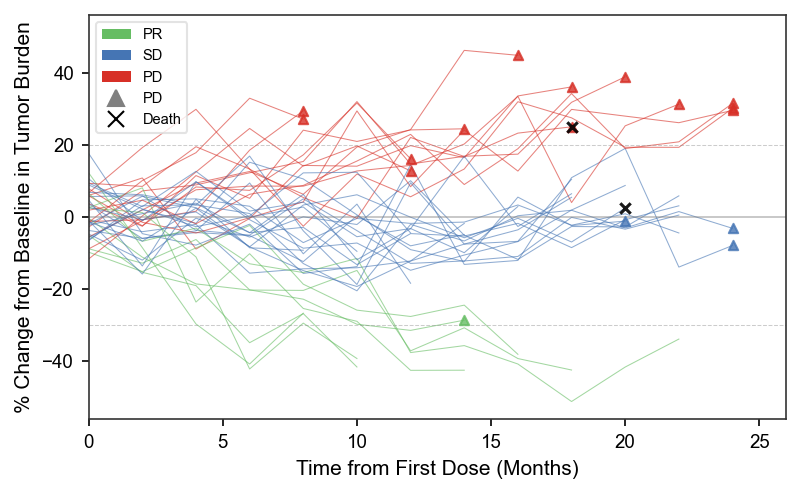 % Change from Baseline in Tumor Burden
40
20
0
−20
−40
PR
SD
PD
PD
Death
0
5
10
15
20
25
Time from First Dose (Months)